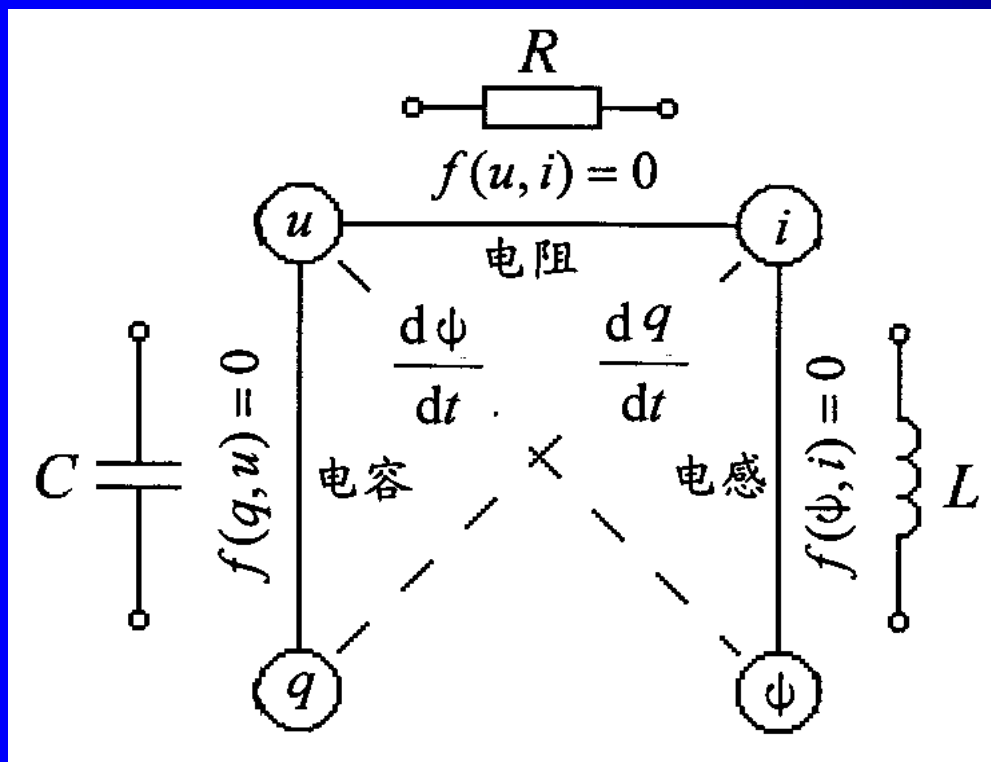 R
f(u, i) = 0
u
i
电阻
dψ/dt
dq/dt
C
f(q, u) = 0
电容
电感
f(ψ, i) = 0
L
q
ψ